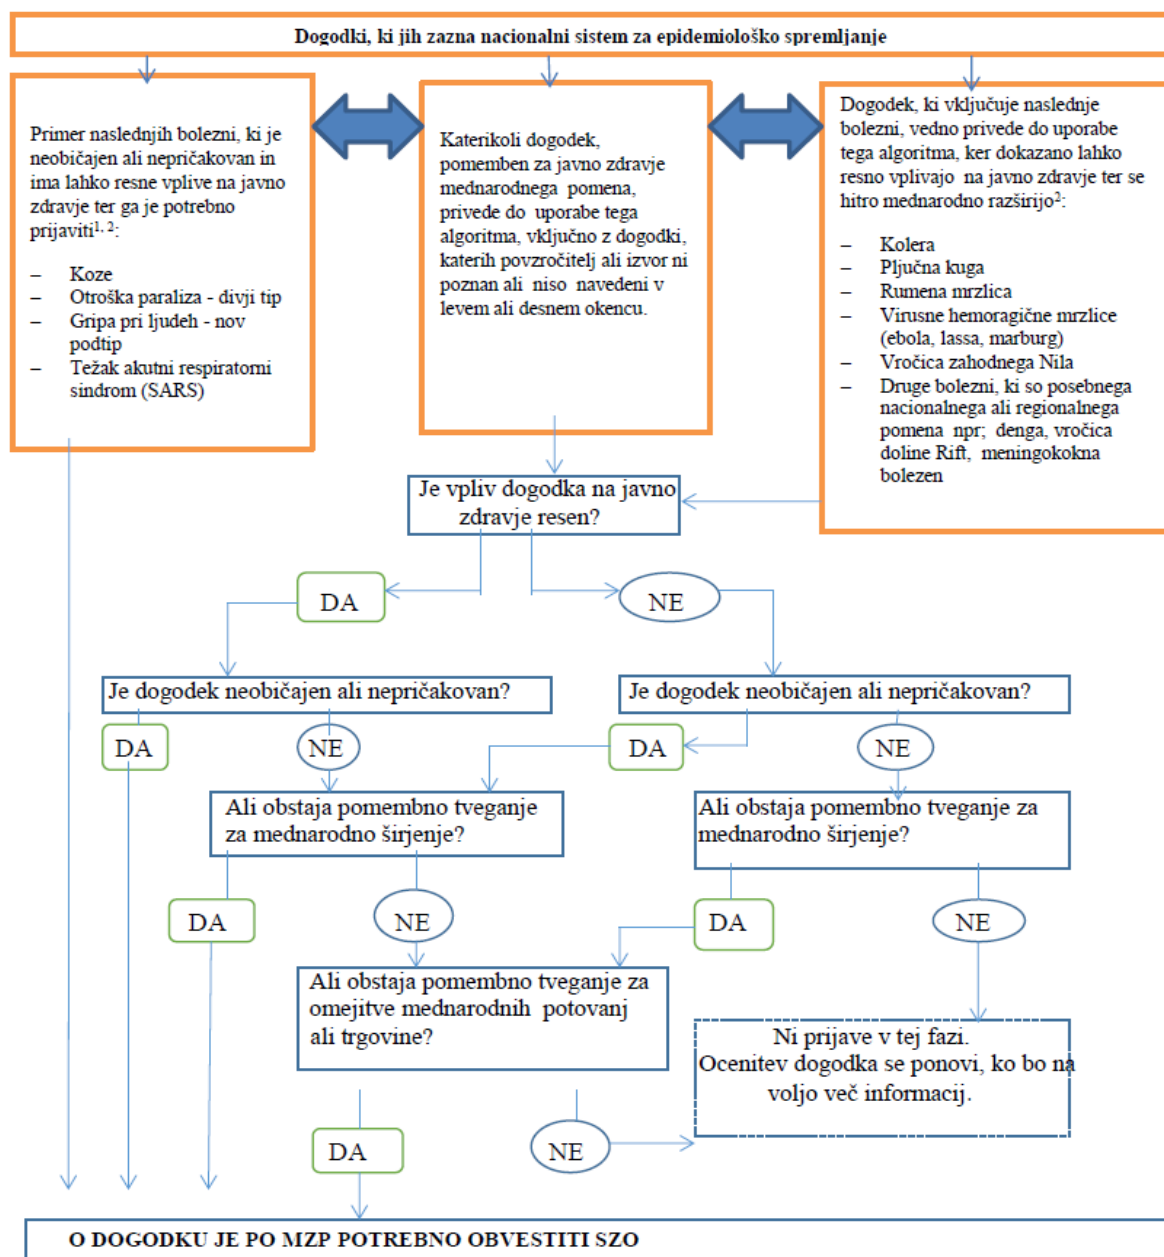 Dogodki, ki jih zazna nacionalni sistem za epidemiološko spremljanje
Primer naslednjih bolezni, ki je
neobičajen ali nepričakovan in
ima lahko resne vplive na javno
zdravje ter ga je potrebno
prijaviti1, 2:
– Koze
– Otroška paraliza - divji tip
– Gripa pri ljudeh - nov
podtip
– Težak akutni respiratorni
sindrom (SARS)
Katerikoli dogodek,
pomemben za javno zdravje
mednarodnega pomena,
privede do uporabe tega
algoritma, vključno z dogodki,
katerih povzročitelj ali izvor ni
poznan ali niso navedeni v
levem ali desnem okencu.
Dogodek, ki vključuje naslednje
bolezni, vedno privede do uporabe
tega algoritma, ker dokazano lahko
resno vplivajo na javno zdravje ter se
hitro mednarodno razširijo2:
– Kolera
– Pljučna kuga
– Rumena mrzlica
– Virusne hemoragične mrzlice
(ebola, lassa, marburg)
– Vročica zahodnega Nila
– Druge bolezni, ki so posebnega
nacionalnega ali regionalnega
pomena npr; denga, vročica
doline Rift, meningokokna
bolezen
Je vpliv dogodka na javno
zdravje resen?
DA
NE
Je dogodek neobičajen ali nepričakovan?
Je dogodek neobičajen ali nepričakovan?
DA
NE
DA
NE
Ali obstaja pomembno tveganje
za mednarodno širjenje?
Ali obstaja pomembno tveganje za
mednarodno širjenje?
DA
NE
DA
NE
Ali obstaja pomembno tveganje za
omejitve mednarodnih potovanj
ali trgovine?
Ni prijave v tej fazi.
Ocenitev dogodka se ponovi, ko bo na
voljo več informacij.
DA
NE
O DOGODKU JE PO MZP POTREBNO OBVESTITI SZO